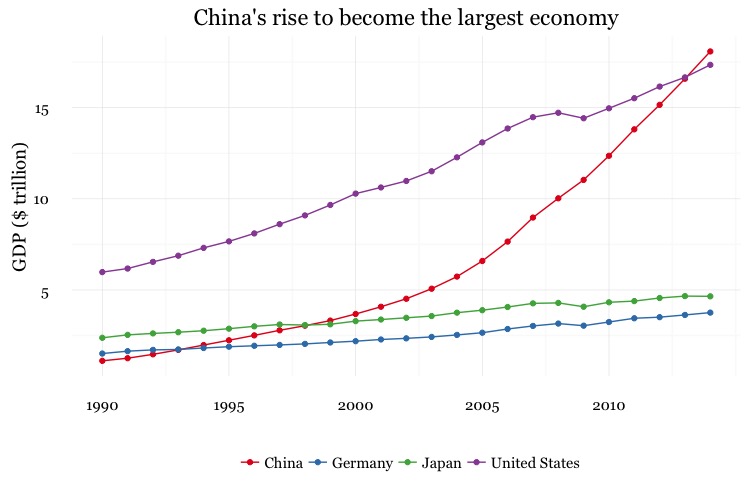 China's rise to become the largest economy
GDP ($ trillion)
15
10
5
1990 1995 2000 2005 2010
China Germany Japan United States